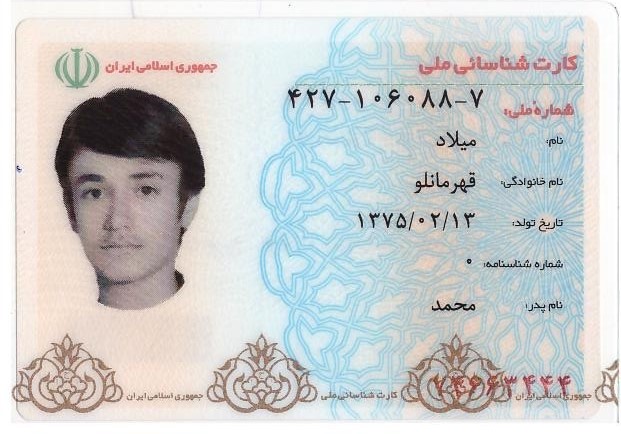 جمهوری اسلامی ایران
کارت شناسائی ملی
شمارهٔ ملی: ۴۲۷-۱۰۶۰۸۸-۷
نام: میلاد
نام خانوادگی: قهرمانلو
تاریخ تولد: ۱۳۷۵/۰۲/۱۳
شماره شناسنامه: ۰
نام پدر: محمد
جمهوری اسلامی ایران کارت شناسائی ملی جمهوری اسلامی ایران